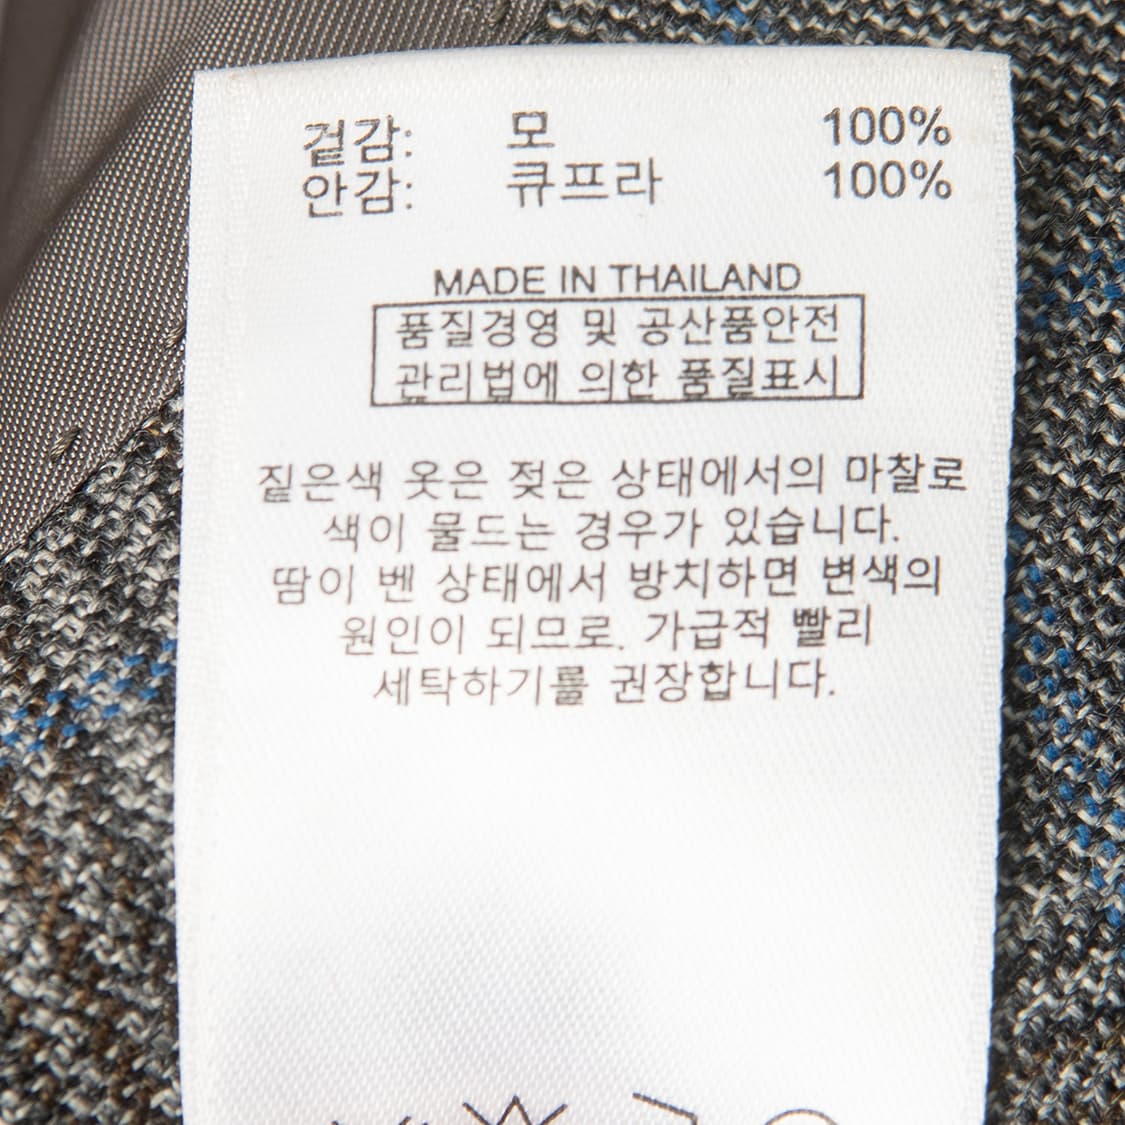 겉감: 모 100%
안감: 큐프라 100%
MADE IN THAILAND
품질경영 및 공산품안전
관리법에 의한 품질표시
짙은색 옷은 젖은 상태에서의 마찰로
색이 물드는 경우가 있습니다.
땀이 벤 상태에서 방치하면 변색의
원인이 되므로. 가급적 빨리
세탁하기를 권장합니다.